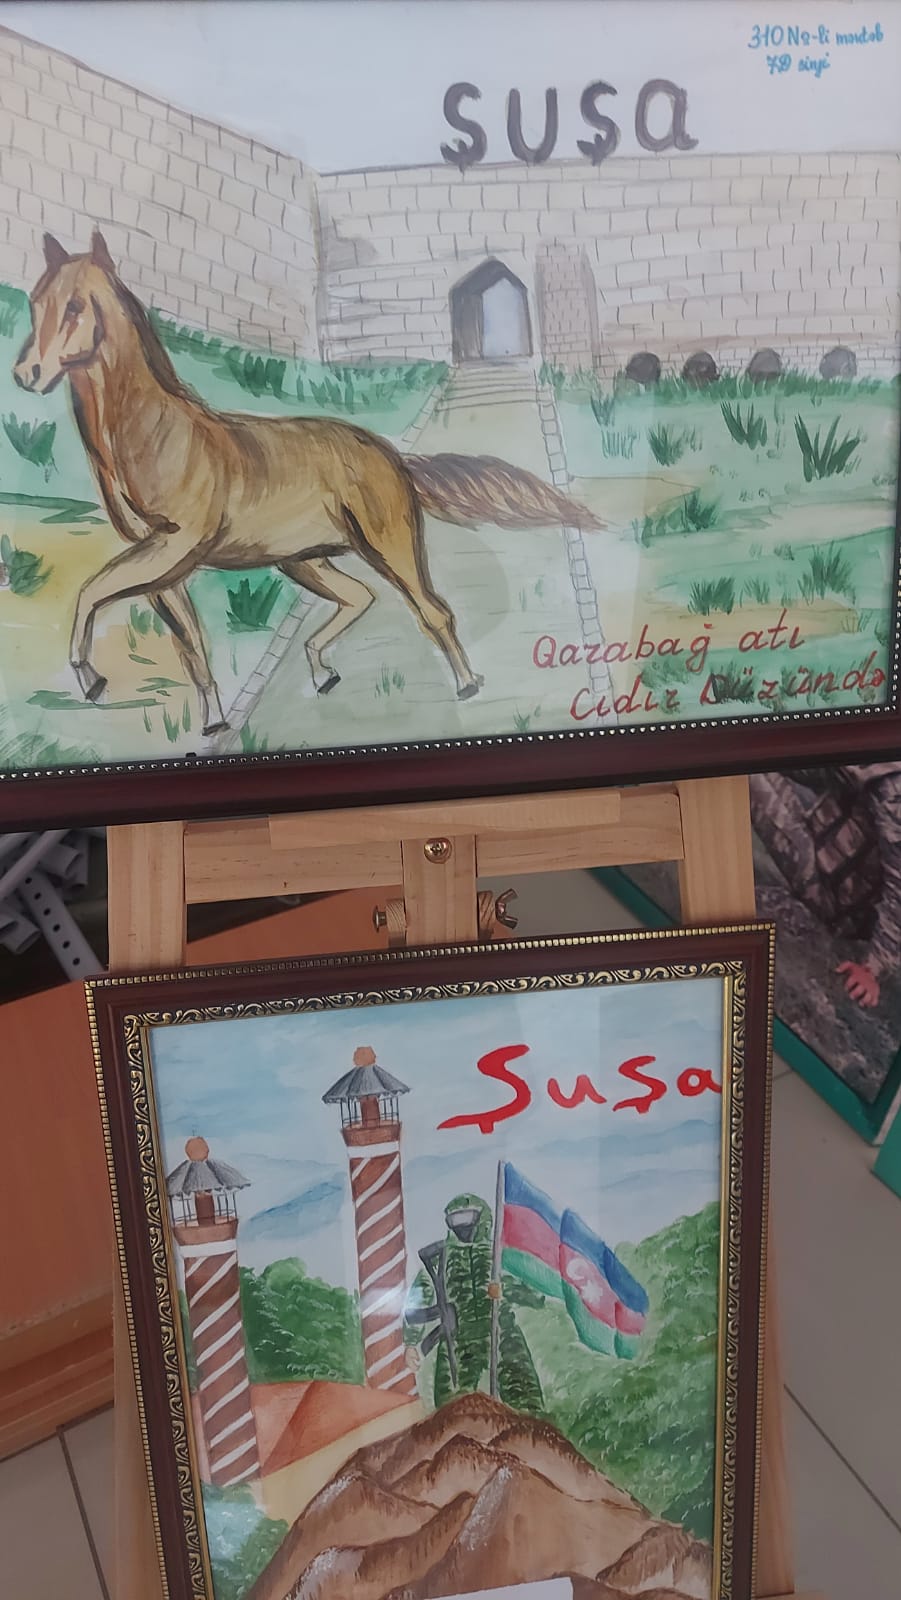 310 №-li məktəb
7D sinfi
ŞUŞA
Qarabağ atı
Cıdır Düzündə
Şuşa